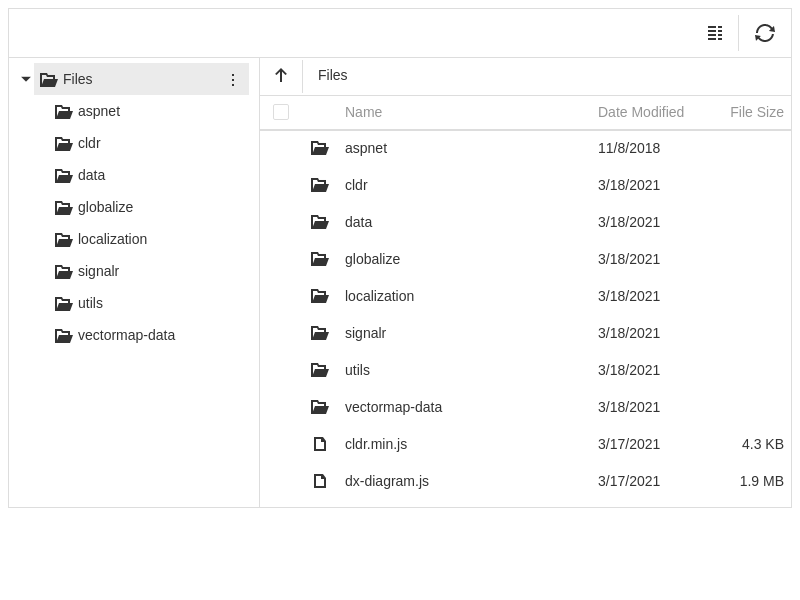 Files
aspnet
cldr
data
globalize
localization
signalr
utils
vectormap-data
Files
Name Date Modified File Size
aspnet 11/8/2018
cldr 3/18/2021
data 3/18/2021
globalize 3/18/2021
localization 3/18/2021
signalr 3/18/2021
utils 3/18/2021
vectormap-data 3/18/2021
cldr.min.js 3/17/2021 4.3 KB
dx-diagram.js 3/17/2021 1.9 MB